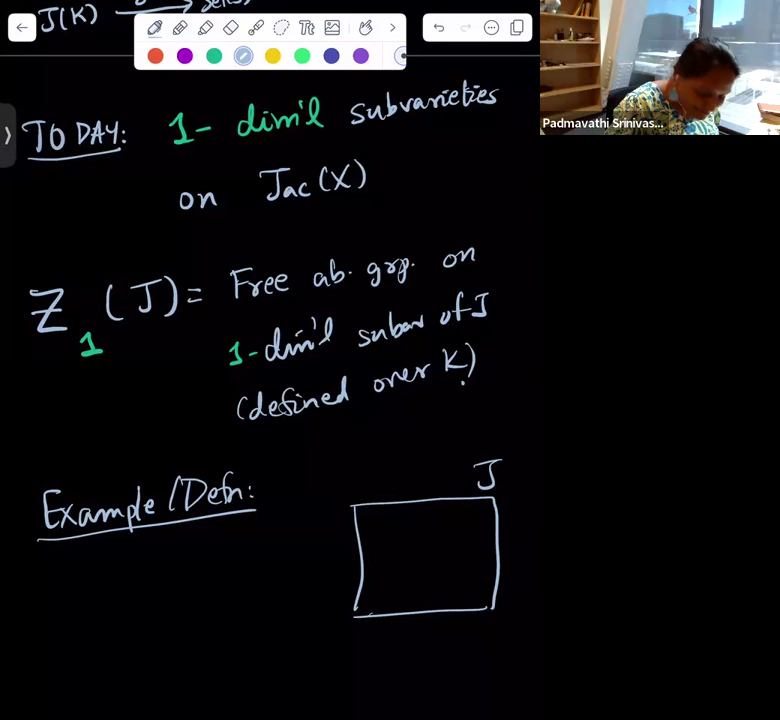 J(K)
Padmavathi Srinivas...
TODAY: 1-dim'l subvarieties
on Jac(X)
Z_1(J) = Free ab. grp. on
1-dim'l subvar of J
(defined over K)
Example/Defn:
J